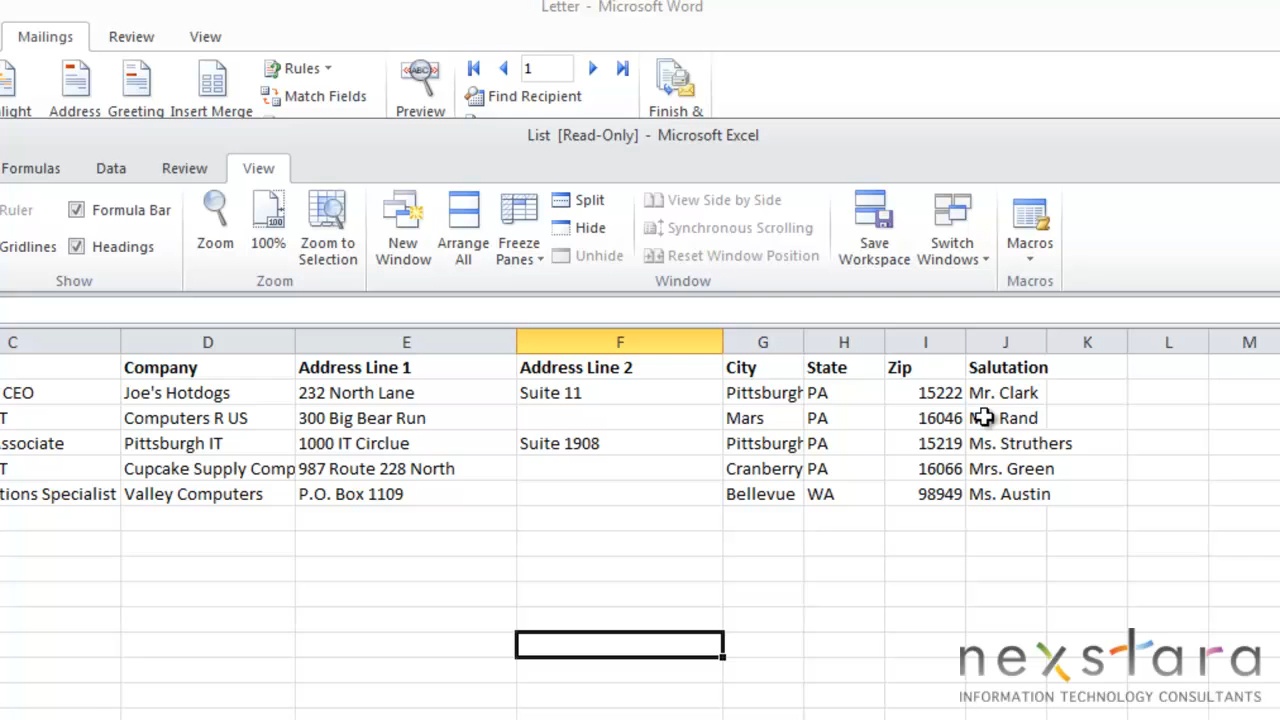 Letter - Microsoft Word
Mailings Review View
light Address Greeting Insert Merge Rules Match Fields ABC Preview 1 Find Recipient Finish &
List [Read-Only] - Microsoft Excel
Formulas Data Review View
Ruler Formula Bar
Gridlines Headings
Show
Zoom 100% Zoom to Selection
Zoom
New Window Arrange All Freeze Panes
Split View Side by Side
Hide Synchronous Scrolling
Unhide Reset Window Position
Window
Save Workspace Switch Windows
Macros
Macros
C D E F G H I J K L M
Company Address Line 1 Address Line 2 City State Zip Salutation
CEO Joe's Hotdogs 232 North Lane Suite 11 Pittsburgh PA 15222 Mr. Clark
T Computers R US 300 Big Bear Run Mars PA 16046 Rand
ssociate Pittsburgh IT 1000 IT Circlue Suite 1908 Pittsburgh PA 15219 Ms. Struthers
T Cupcake Supply Comp 987 Route 228 North Cranberry PA 16066 Mrs. Green
tions Specialist Valley Computers P.O. Box 1109 Bellevue WA 98949 Ms. Austin
nexstara
INFORMATION TECHNOLOGY CONSULTANTS